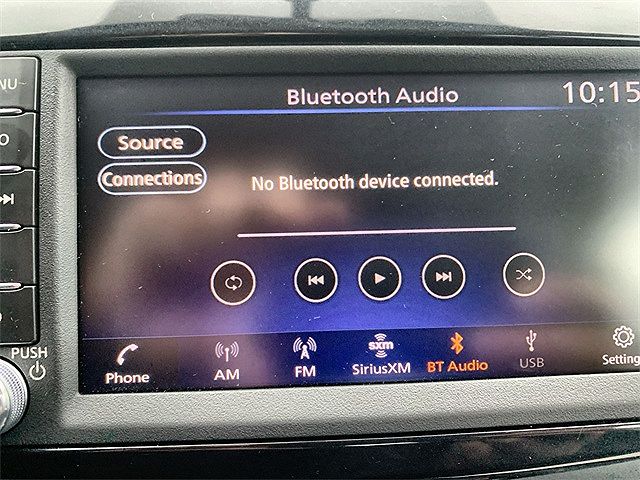 Bluetooth Audio
10:15
Source
Connections
No Bluetooth device connected.
Phone
AM
FM
sxm
SiriusXM
BT Audio
USB
Setting
PUSH